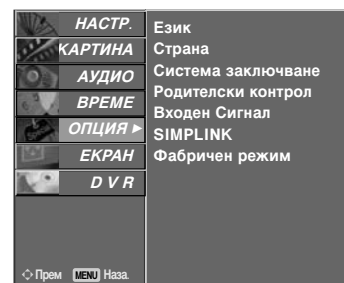 НАСТР.
КАРТИНА
АУДИО
ВРЕМЕ
ОПЦИЯ ►
ЕКРАН
D V R
Език
Страна
Система заключване
Родителски контрол
Входен Сигнал
SIMPLINK
Фабричен режим
Прем MENU Наза.